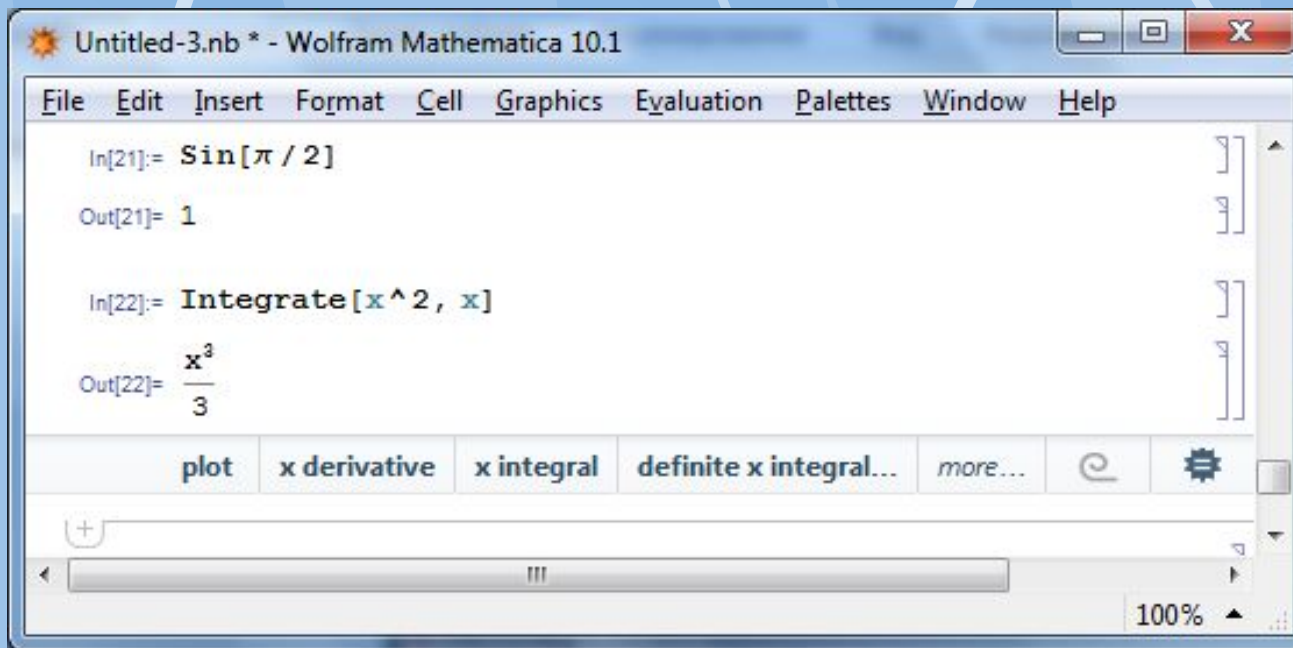 Untitled-3.nb * - Wolfram Mathematica 10.1
File Edit Insert Format Cell Graphics Evaluation Palettes Window Help
In[21]:= Sin[π / 2]
Out[21]= 1
In[22]:= Integrate[x^2, x]
Out[22]= x³/3
plot x derivative x integral definite x integral... more...
100%